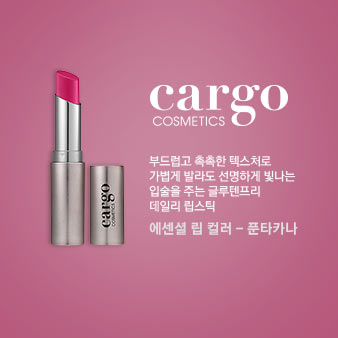 cargo
COSMETICS
부드럽고 촉촉한 텍스처로
가볍게 발라도 선명하게 빛나는
입술을 주는 글루텐프리
데일리 립스틱
에센셜 립 컬러 – 푼타카나
cargo
COSMETICS